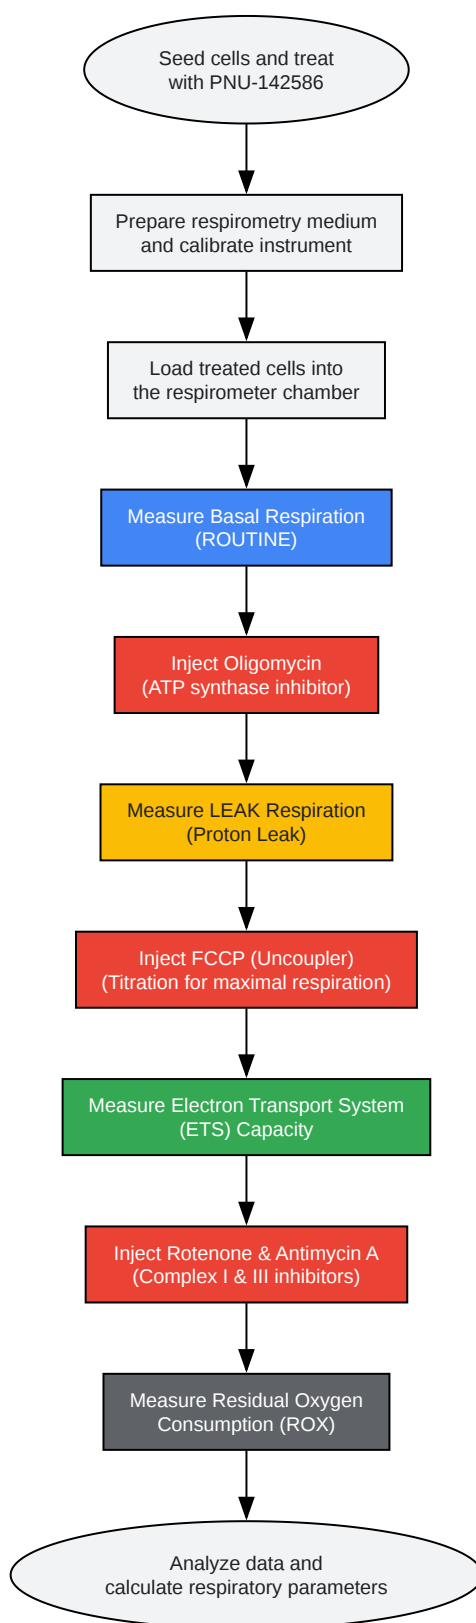 Seed cells and treat
with PNU-142586
Prepare respirometry medium
and calibrate instrument
Load treated cells into
the respirometer chamber
Measure Basal Respiration
(ROUTINE)
Inject Oligomycin
(ATP synthase inhibitor)
Measure LEAK Respiration
(Proton Leak)
Inject FCCP (Uncoupler)
(Titration for maximal respiration)
Measure Electron Transport System
(ETS) Capacity
Inject Rotenone & Antimycin A
(Complex I & III inhibitors)
Measure Residual Oxygen
Consumption (ROX)
Analyze data and
calculate respiratory parameters